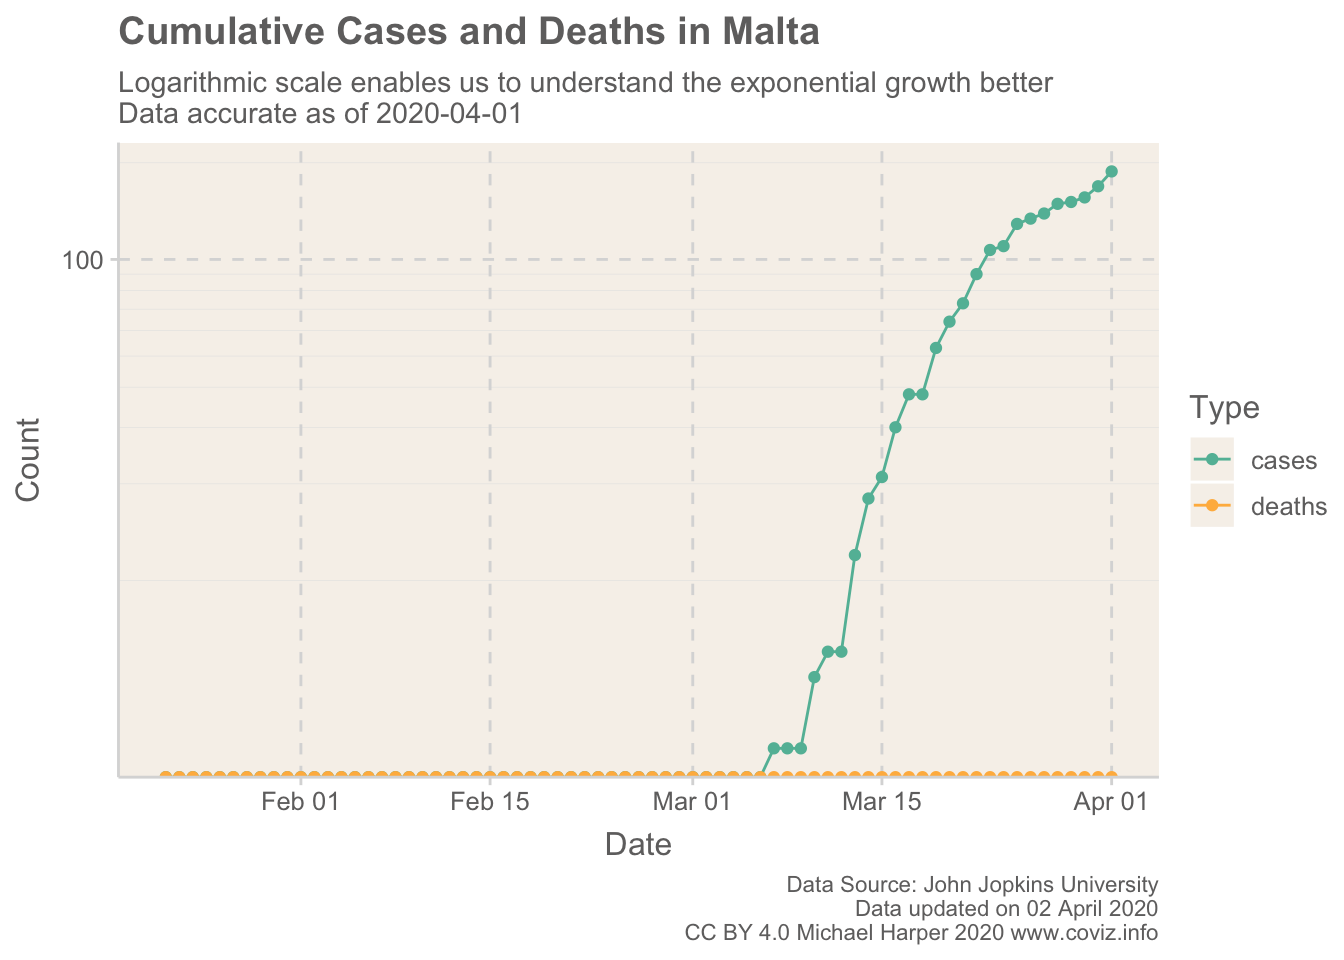 Cumulative Cases and Deaths in Malta
Logarithmic scale enables us to understand the exponential growth better
Data accurate as of 2020-04-01
100
Count
Type
cases
deaths
Feb 01
Feb 15
Mar 01
Mar 15
Apr 01
Date
Data Source: John Jopkins University
Data updated on 02 April 2020
CC BY 4.0 Michael Harper 2020 www.coviz.info